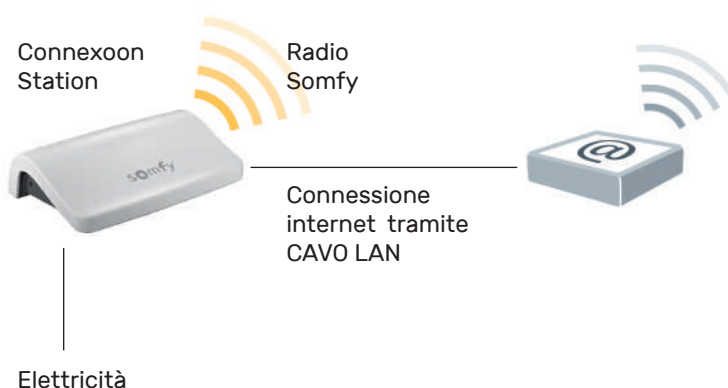 Connexoon
Station
Radio
Somfy
somfy
@
Connessione
internet tramite
CAVO LAN
Elettricità